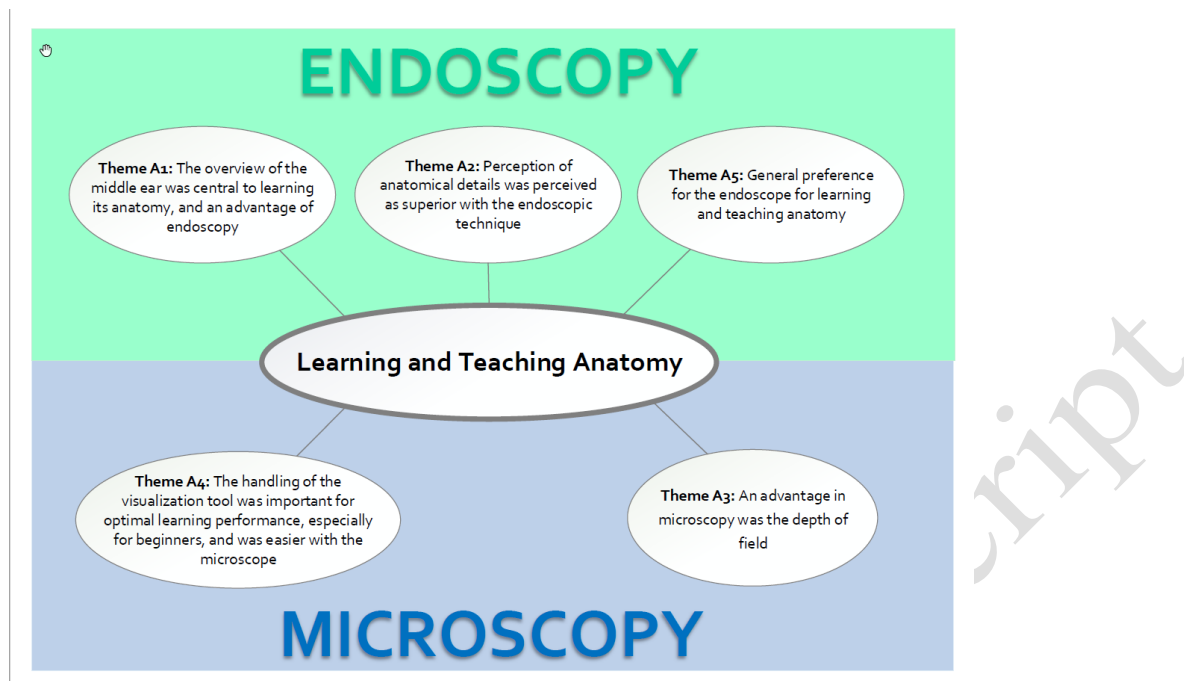 ENDOSCOPY
Theme A1: The overview of the
middle ear was central to learning
its anatomy, and an advantage of
endoscopy
Theme A2: Perception of
anatomical details was perceived
as superior with the endoscopic
technique
Theme A5: General preference
for the endoscope for learning
and teaching anatomy
Learning and Teaching Anatomy
Theme A4: The handling of the
visualization tool was important for
optimal learning performance, especially
for beginners, and was easier with the
microscope
Theme A3: An advantage in
microscopy was the depth of
field
MICROSCOPY